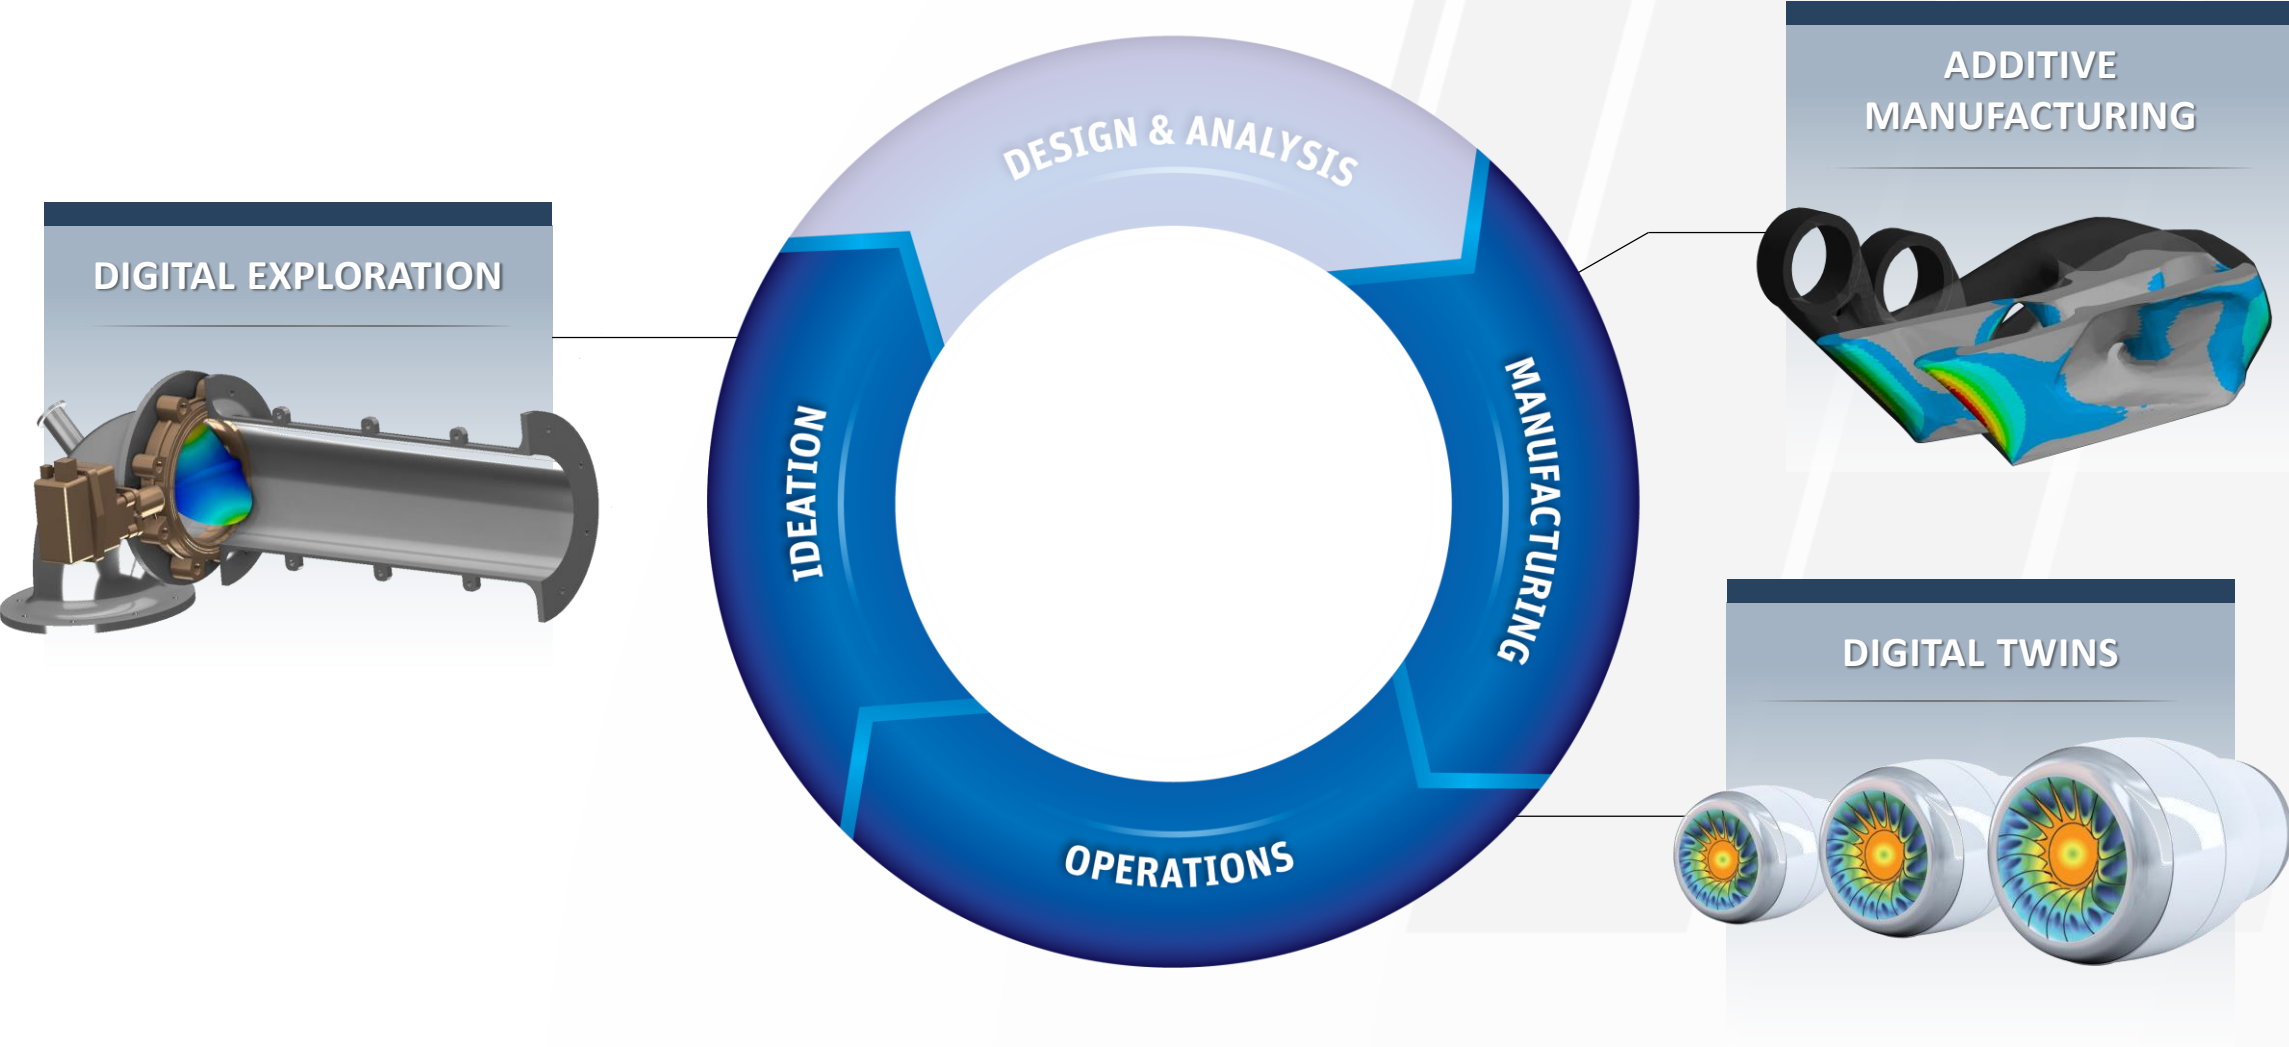 DESIGN & ANALYSIS
ADDITIVE
MANUFACTURING
DIGITAL EXPLORATION
IDEATION
MANUFACTURING
DIGITAL TWINS
OPERATIONS